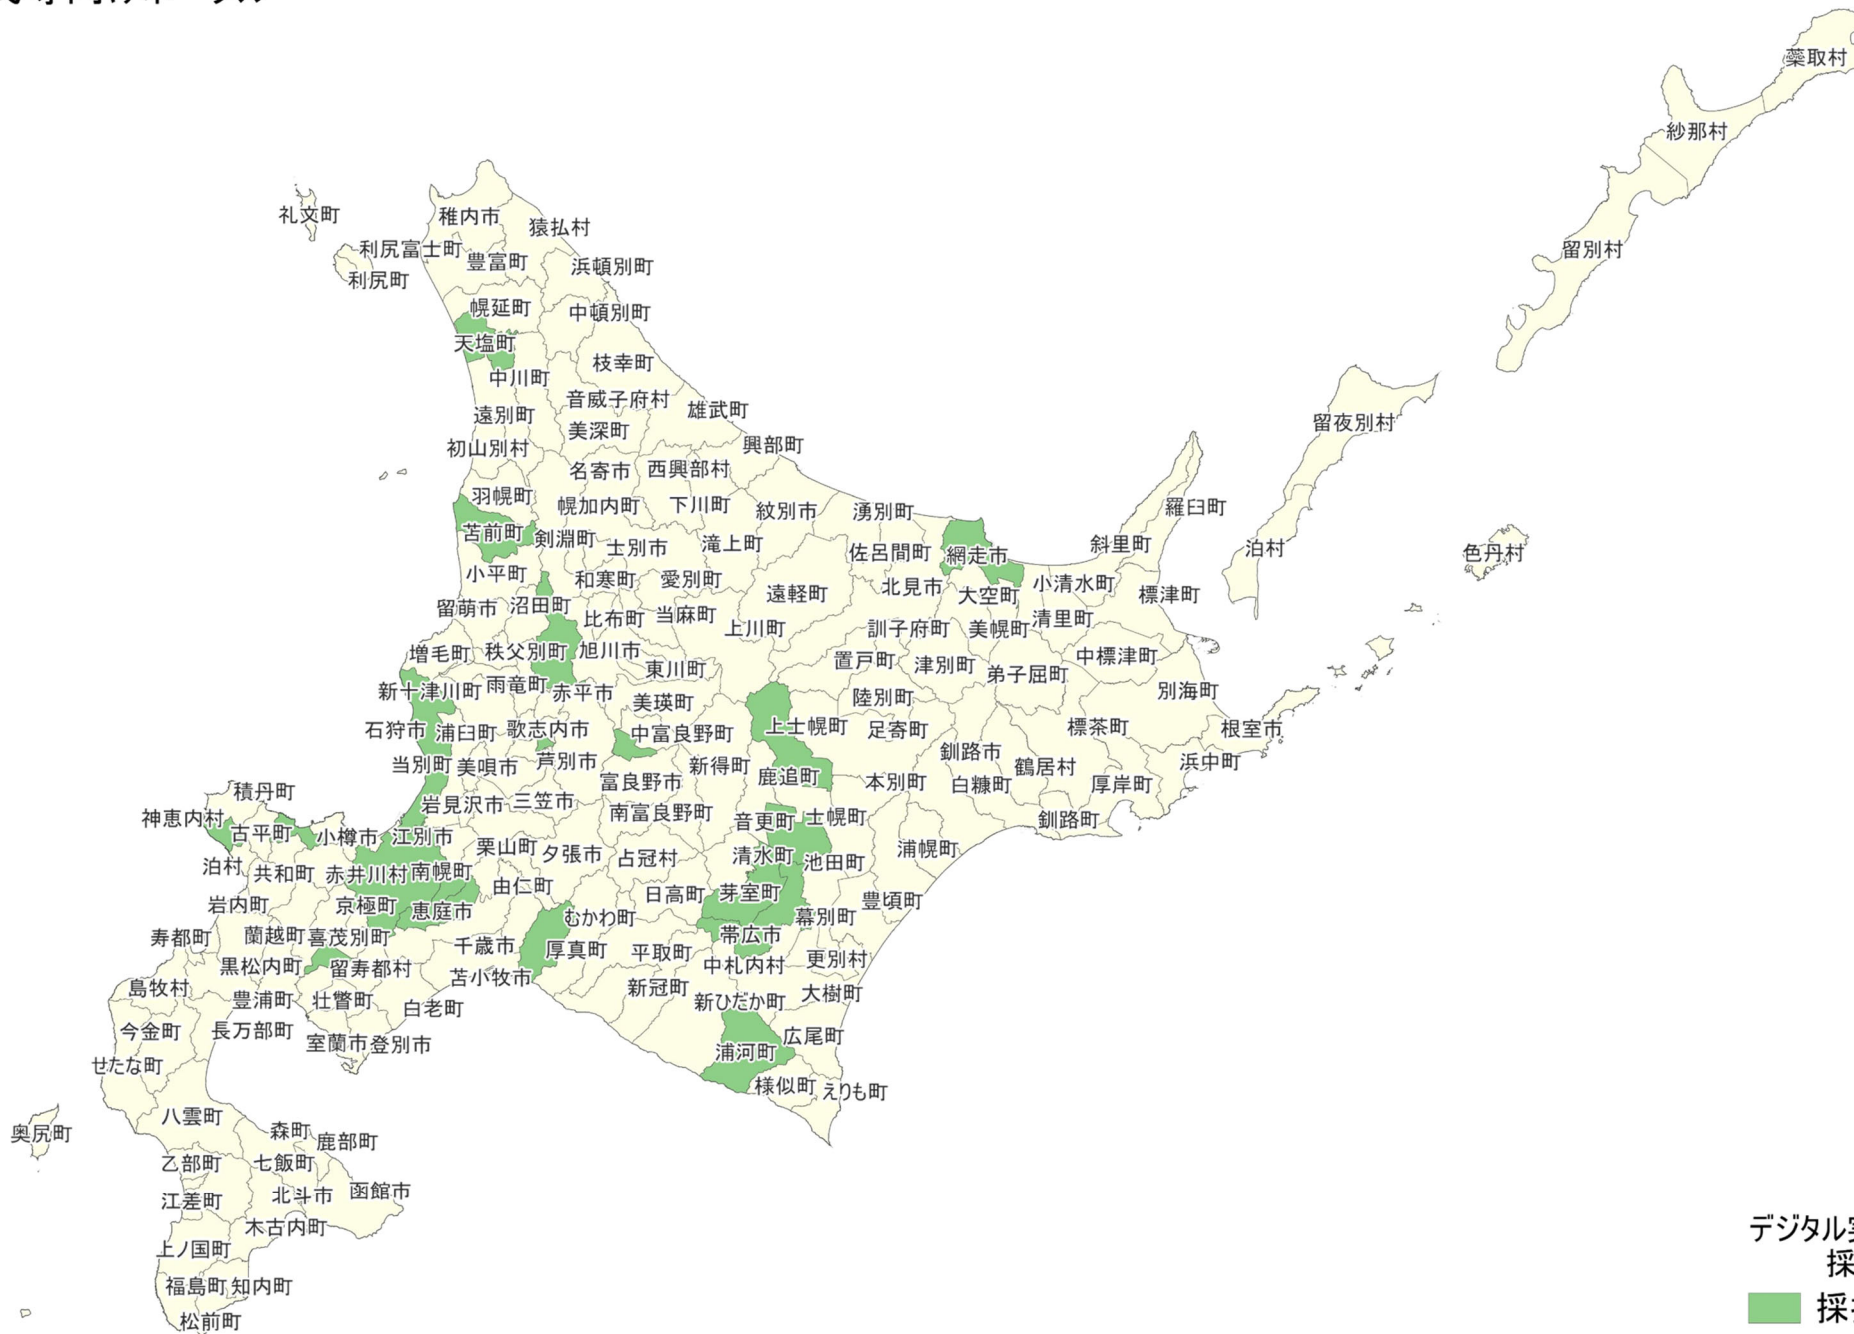 蘂取村
紗那村
留別村
礼文町
稚内市
猿払村
利尻富士町
豊富町
浜頓別町
利尻町
幌延町
中頓別町
天塩町
枝幸町
中川町
音威子府村
雄武町
遠別町
美深町
留夜別村
初山別村
興部町
名寄市
西興部村
羽幌町
幌加内町
下川町
紋別市
湧別町
羅臼町
苫前町
剣淵町
士別市
滝上町
佐呂間町
網走市
斜里町
泊村
色丹村
小平町
和寒町
愛別町
遠軽町
北見市
大空町
小清水町
標津町
留萌市
沼田町
比布町
当麻町
上川町
訓子府町
美幌町
清里町
増毛町
秩父別町
旭川市
東川町
置戸町
津別町
弟子屈町
中標津町
新十津川町
雨竜町
赤平市
美瑛町
陸別町
別海町
石狩市
浦臼町
歌志内市
中富良野町
上士幌町
足寄町
標茶町
根室市
当別町
美唄市
芦別市
富良野市
新得町
鹿追町
本別町
釧路市
白糠町
鶴居村
厚岸町
浜中町
積丹町
岩見沢市
三笠市
南富良野町
音更町
士幌町
釧路町
神恵内村
古平町
小樽市
江別市
栗山町
夕張市
占冠村
清水町
池田町
浦幌町
泊村
共和町
赤井川村
南幌町
由仁町
日高町
芽室町
豊頃町
岩内町
京極町
恵庭市
むかわ町
幕別町
寿都町
蘭越町
喜茂別町
千歳市
厚真町
平取町
帯広市
更別村
黒松内町
留寿都村
苫小牧市
中札内村
島牧村
豊浦町
壮瞥町
白老町
新冠町
新ひだか町
大樹町
今金町
長万部町
室蘭市
登別市
浦河町
広尾町
せたな町
様似町
えりも町
八雲町
奥尻町
森町
鹿部町
乙部町
七飯町
江差町
北斗市
函館市
木古内町
上ノ国町
福島町
知内町
松前町
デジタル
採